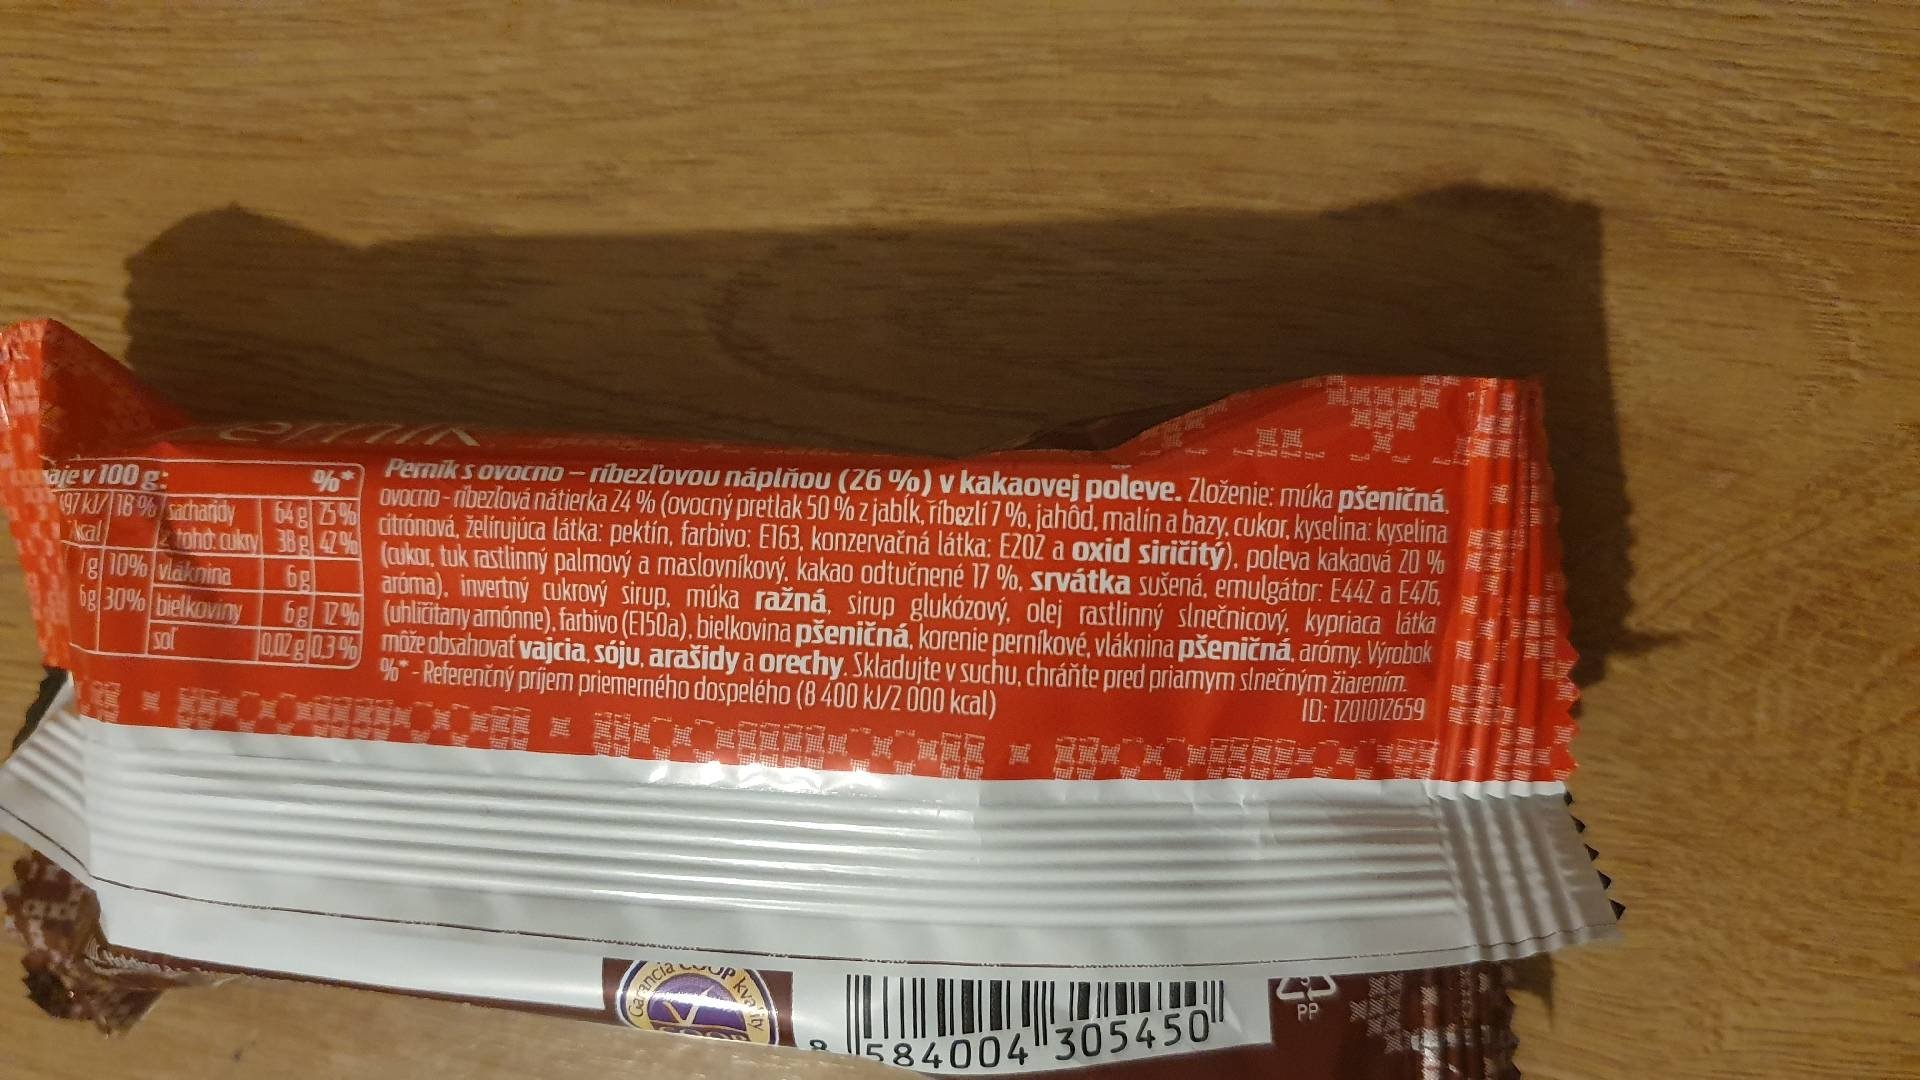 erník
aje v 100 g: %*
97 kJ/ 18 % sacharidy 64 g 25 %
kcal z toho: cukry 38 g 42 %
7 g 10% vláknina 6 g
6 g 30% bielkoviny 6 g 12 %
soľ 0,02 g 0,3 %
Perník s ovocno – ríbezľovou náplňou (26 %) v kakaovej poleve. Zloženie: múka pšeničná,
ovocno - ríbezľová nátierka 24 % (ovocný pretlak 50 % z jabĺk, ríbezlí 7 %, jahôd, malín a bazy, cukor, kyselina: kyselina
citrónová, želírujúca látka: pektín, farbivo: E163, konzervačná látka: E202 a oxid siričitý), poleva kakaová 20 %
(cukor, tuk rastlinný palmový a maslovníkový, kakao odtučnené 17 %, srvátka sušená, emulgátor: E442 a E476,
aróma), invertný cukrový sirup, múka ražná, sirup glukózový, olej rastlinný slnečnicový, kypriaca látka
(uhličitany amónne), farbivo (E150a), bielkovina pšeničná, korenie perníkové, vláknina pšeničná, arómy. Výrobok
môže obsahovať vajcia, sóju, arašidy a orechy. Skladujte v suchu, chráňte pred priamym slnečným žiarením.
%* - Referenčný príjem priemerného dospelého (8 400 kJ/2 000 kcal) ID: 1201012659
Garancia COOP kvality
8 584004 305450
PP